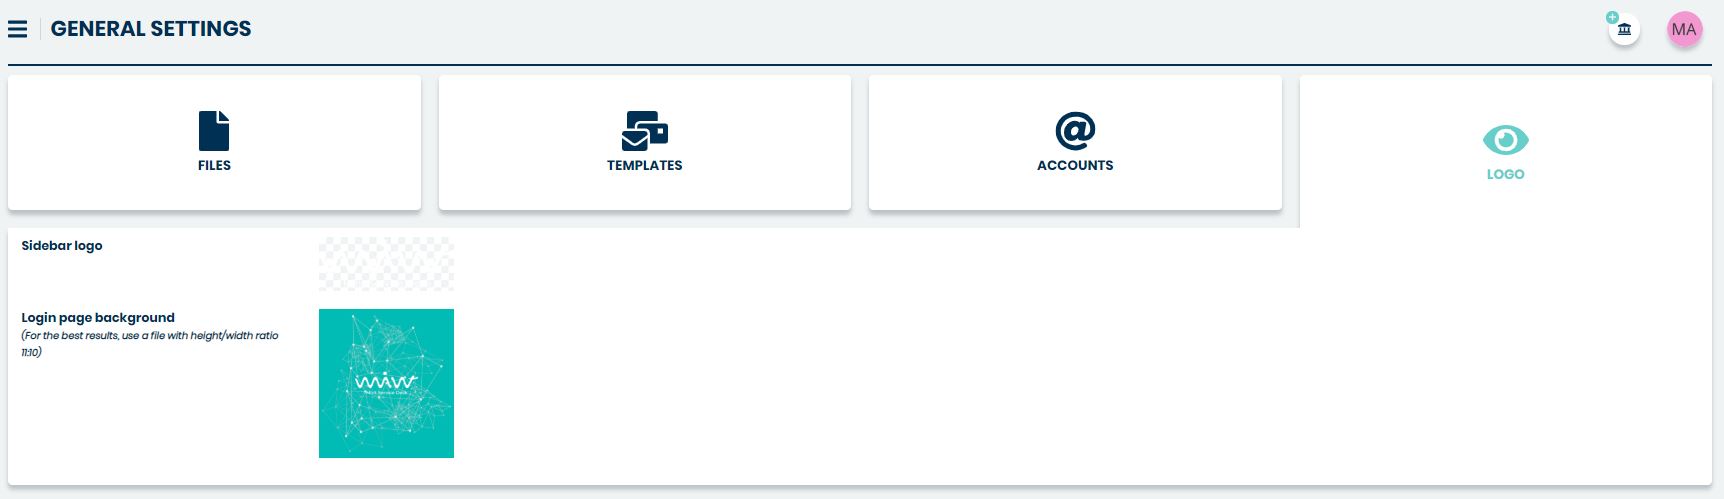 GENERAL SETTINGS
MA
FILES
TEMPLATES
ACCOUNTS
LOGO
Sidebar logo
Login page background
(For the best results, use a file with height/width ratio
11:10)
wiiw